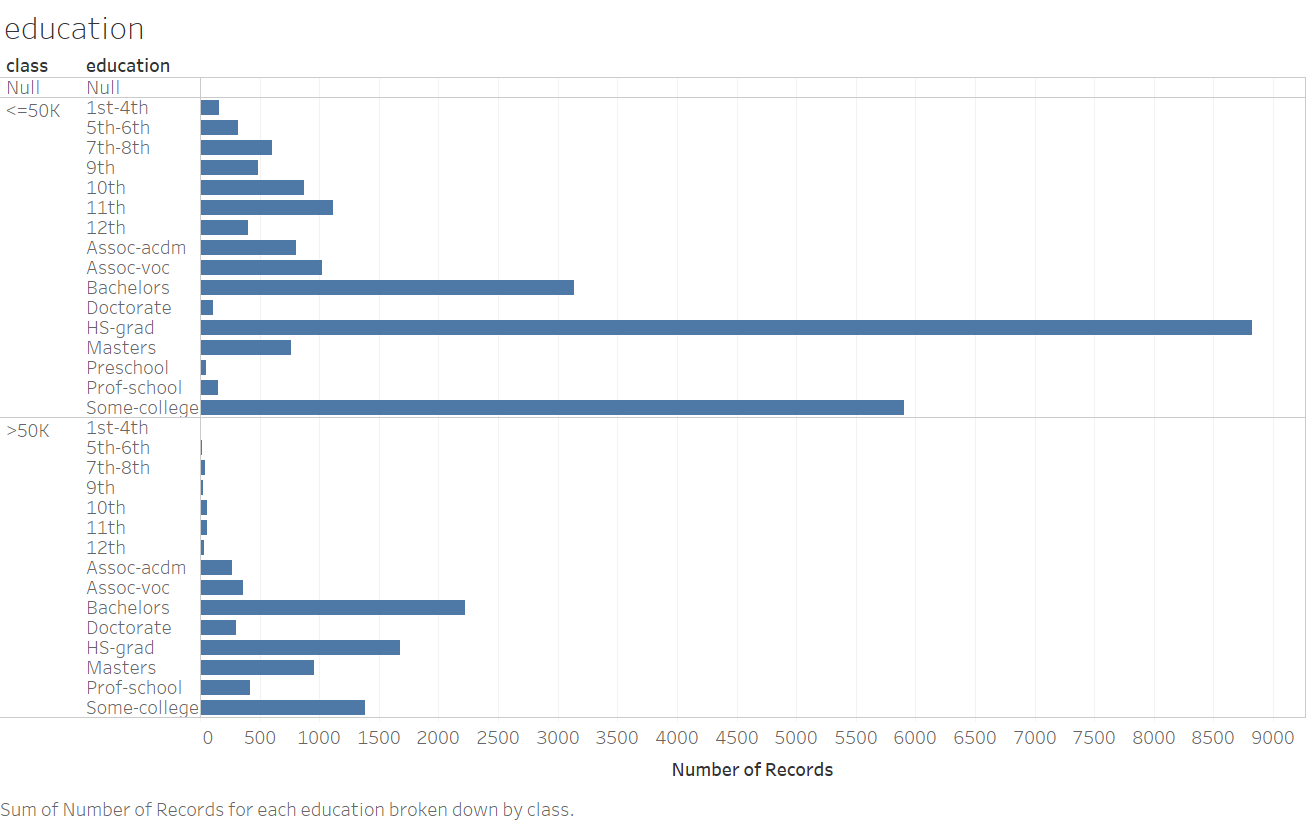 education
class education
Null Null
<=50K 1st-4th
5th-6th
7th-8th
9th
10th
11th
12th
Assoc-acdm
Assoc-voc
Bachelors
Doctorate
HS-grad
Masters
Preschool
Prof-school
Some-college
>50K 1st-4th
5th-6th
7th-8th
9th
10th
11th
12th
Assoc-acdm
Assoc-voc
Bachelors
Doctorate
HS-grad
Masters
Prof-school
Some-college
0 500 1000 1500 2000 2500 3000 3500 4000 4500 5000 5500 6000 6500 7000 7500 8000 8500 9000
Number of Records
Sum of Number of Records for each education broken down by class.